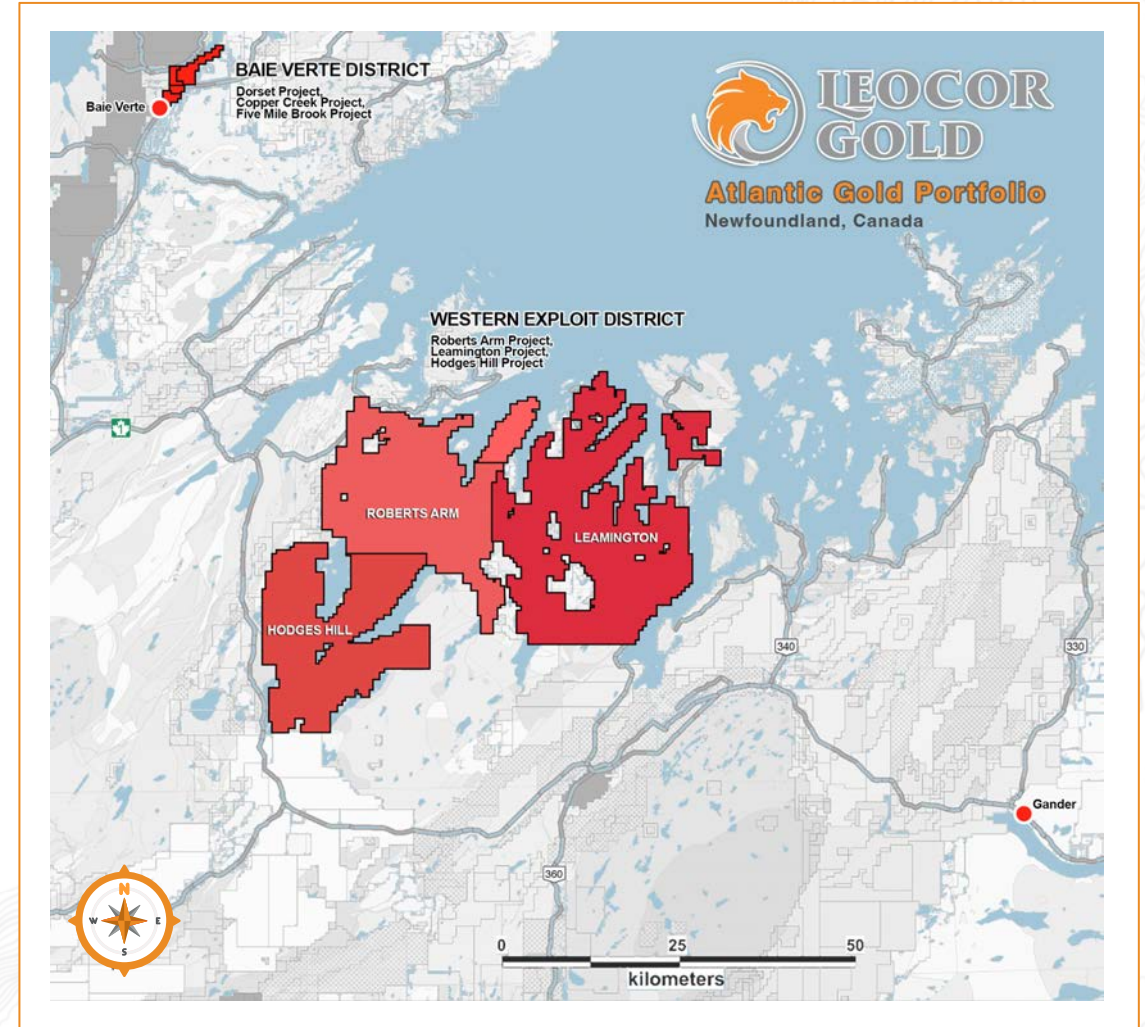 BAIE VERTE DISTRICT
Dorset Project,
Copper Creek Project,
Five Mile Brook Project
Baie Verte
LEOCOR
GOLD
Atlantic Gold Portfolio
Newfoundland, Canada
WESTERN EXPLOIT DISTRICT
Roberts Arm Project,
Leamington Project,
Hodges Hill Project
1
ROBERTS ARM
LEAMINGTON
HODGES HILL
340
330
Gander
360
N
W
E
S
0 25 50
kilometers